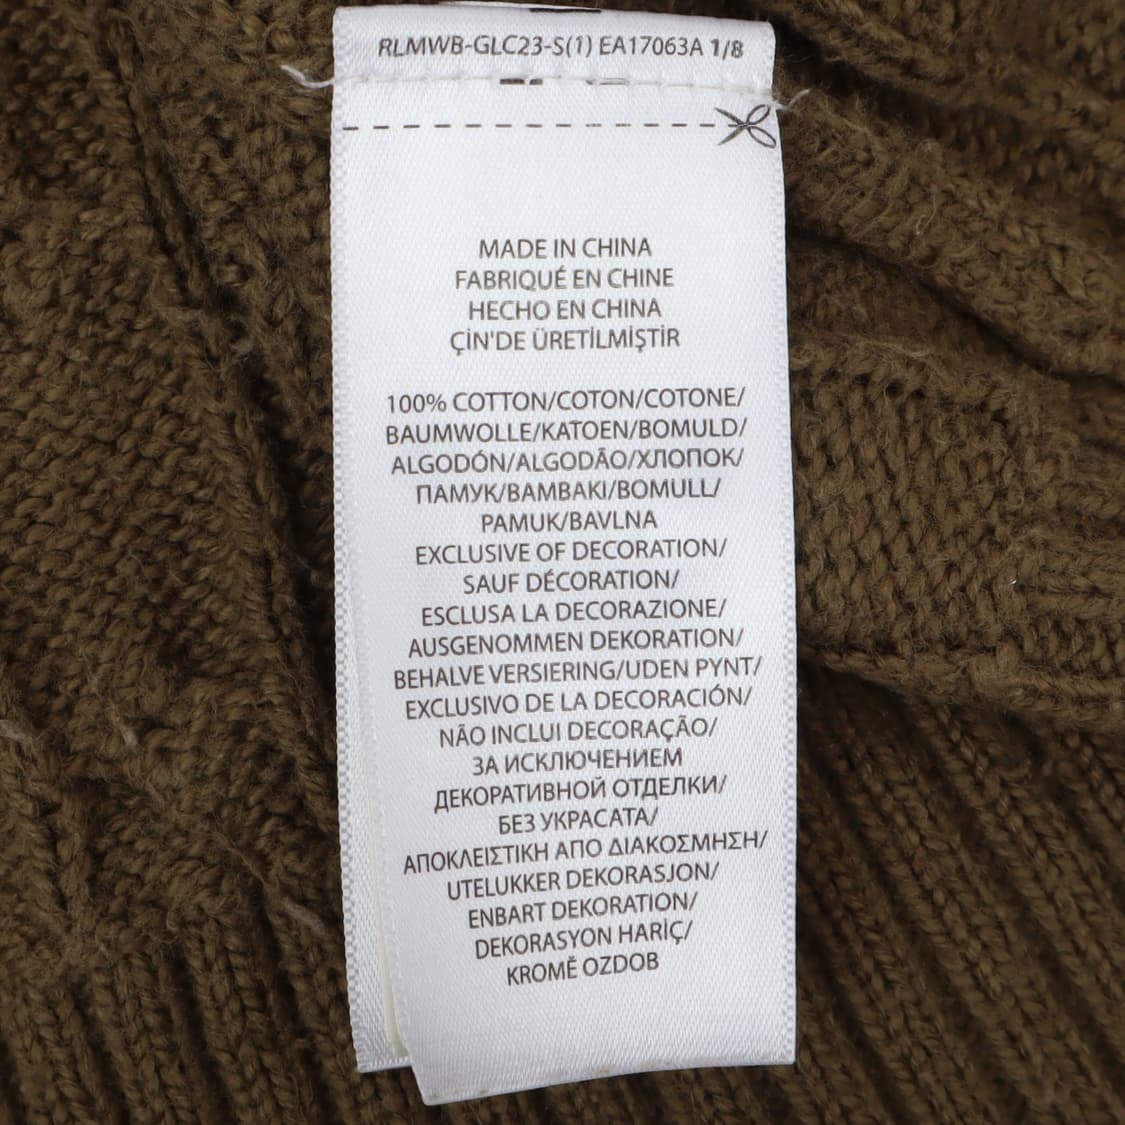 RLMWB-GLC23-S(1) EA17063A 1/8
MADE IN CHINA
FABRIQUÉ EN CHINE
HECHO EN CHINA
ÇİN'DE ÜRETİLMİŞTİR
100% COTTON/COTON/COTONE/
BAUMWOLLE/KATOEN/BOMULD/
ALGODÓN/ALGODÃO/ХЛОПОК/
ПАМУК/ΒΑΜΒΑΚΙ/BOMULL/
PAMUK/BAVLNA
EXCLUSIVE OF DECORATION/
SAUF DÉCORATION/
ESCLUSA LA DECORAZIONE/
AUSGENOMMEN DEKORATION/
BEHALVE VERSIERING/UDEN PYNT/
EXCLUSIVO DE LA DECORACIÓN/
NÃO INCLUI DECORAÇÃO/
ЗА ИСКЛЮЧЕНИЕМ
ДЕКОРАТИВНОЙ ОТДЕЛКИ/
БЕЗ УКРАСАТА/
ΑΠΟΚΛΕΙΣΤΙΚΗ ΑΠΟ ΔΙΑΚΟΣΜΗΣΗ/
UTELUKKER DEKORASJON/
ENBART DEKORATION/
DEKORASYON HARİÇ/
KROMĚ OZDOB